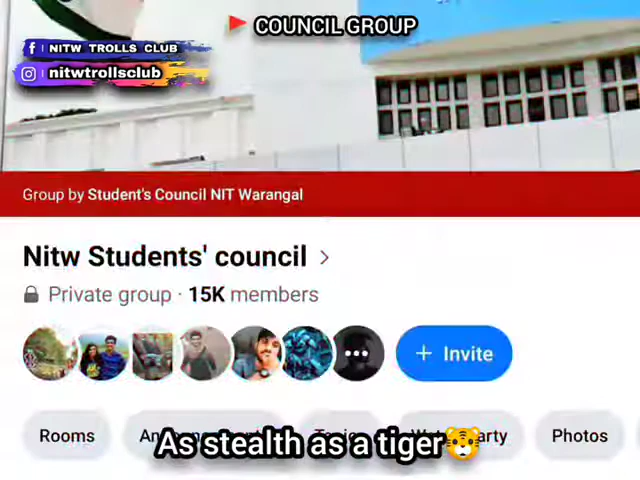 COUNCIL GROUP
NITW TROLLS CLUB
nitwtrollsclub
Group by Student's Council NIT Warangal
Nitw Students' council
Private group · 15K members
+ Invite
Rooms
Photos
As stealth as a tiger🐯